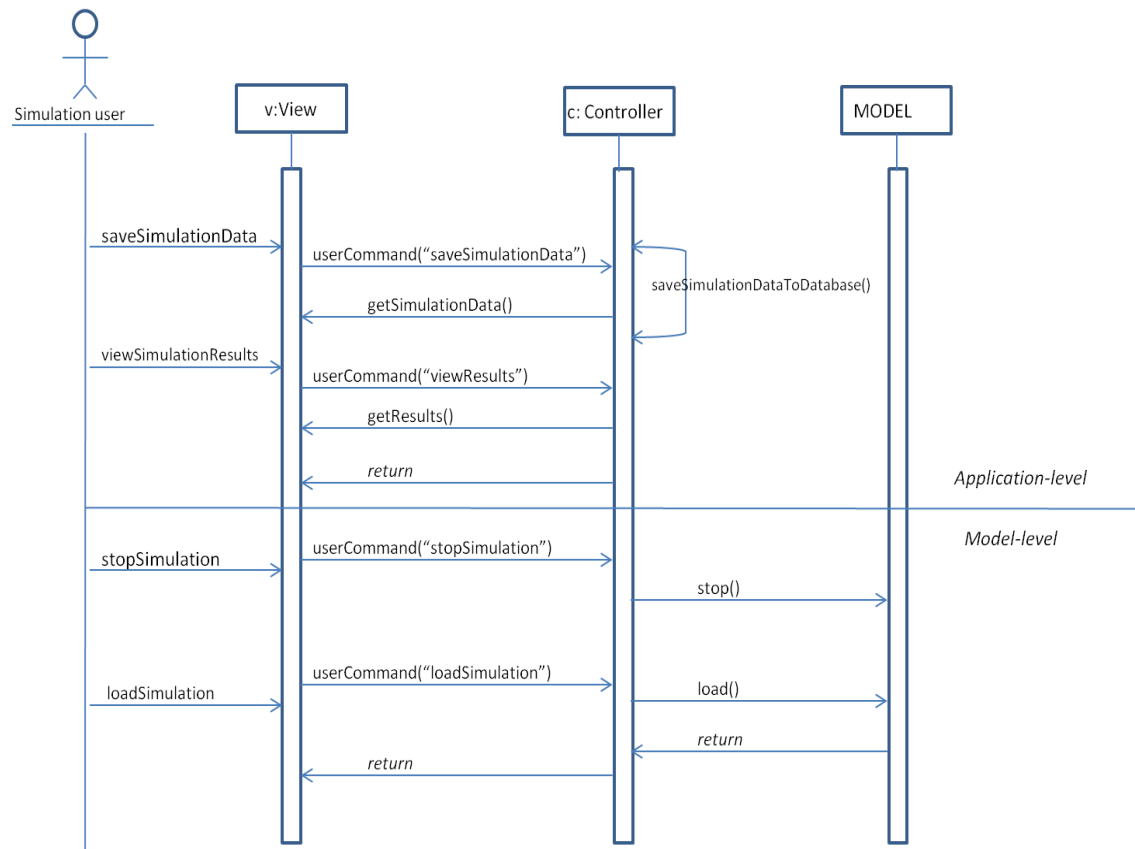 Simulation user
v:View
c: Controller
MODEL
saveSimulationData
userCommand(“saveSimulationData”)
saveSimulationDataToDatabase()
getSimulationData()
viewSimulationResults
userCommand(“viewResults”)
getResults()
return
Application-level
Model-level
stopSimulation
userCommand(“stopSimulation”)
stop()
userCommand(“loadSimulation”)
loadSimulation
load()
return
return